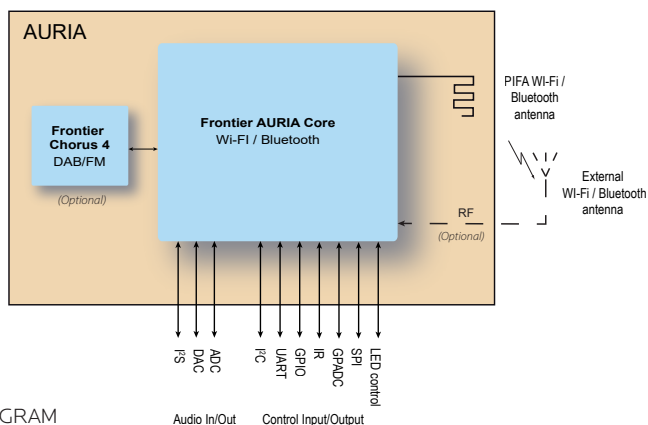 AURIA
Frontier AURIA Core
Wi-FI / Bluetooth
Frontier
Chorus 4
DAB/FM
(Optional)
PIFA WI-Fi /
Bluetooth
antenna
External
WI-Fi / Bluetooth
antenna
RF
(Optional)
I²S
DAC
ADC
I²C
UART
GPIO
IR
GPADC
SPI
LED control
GRAM
Audio In/Out
Control Input/Output